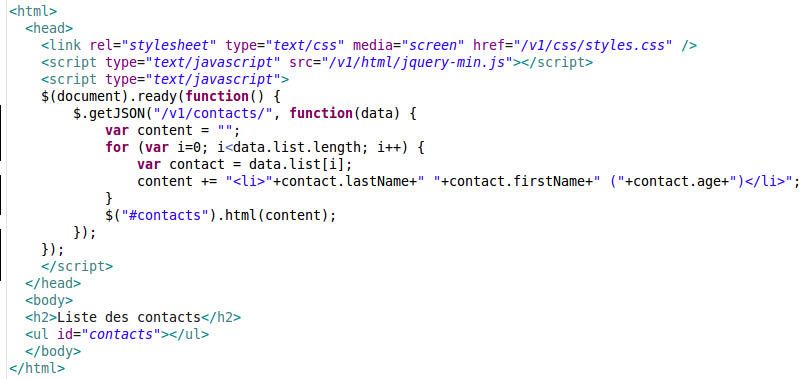 <html>
  <head>
    <link rel="stylesheet" type="text/css" media="screen" href="/v1/css/styles.css" />
    <script type="text/javascript" src="/v1/html/jquery-min.js"></script>
    <script type="text/javascript">
    $(document).ready(function() {
        $.getJSON("/v1/contacts/", function(data) {
            var content = "";
            for (var i=0; i<data.list.length; i++) {
                var contact = data.list[i];
                content += "<li>"+contact.lastName+" "+contact.firstName+" ("+contact.age+")</li>";
            }
            $("#contacts").html(content);
        });
    });
    </script>
  </head>
  <body>
  <h2>Liste des contacts</h2>
  <ul id="contacts"></ul>
  </body>
</html>